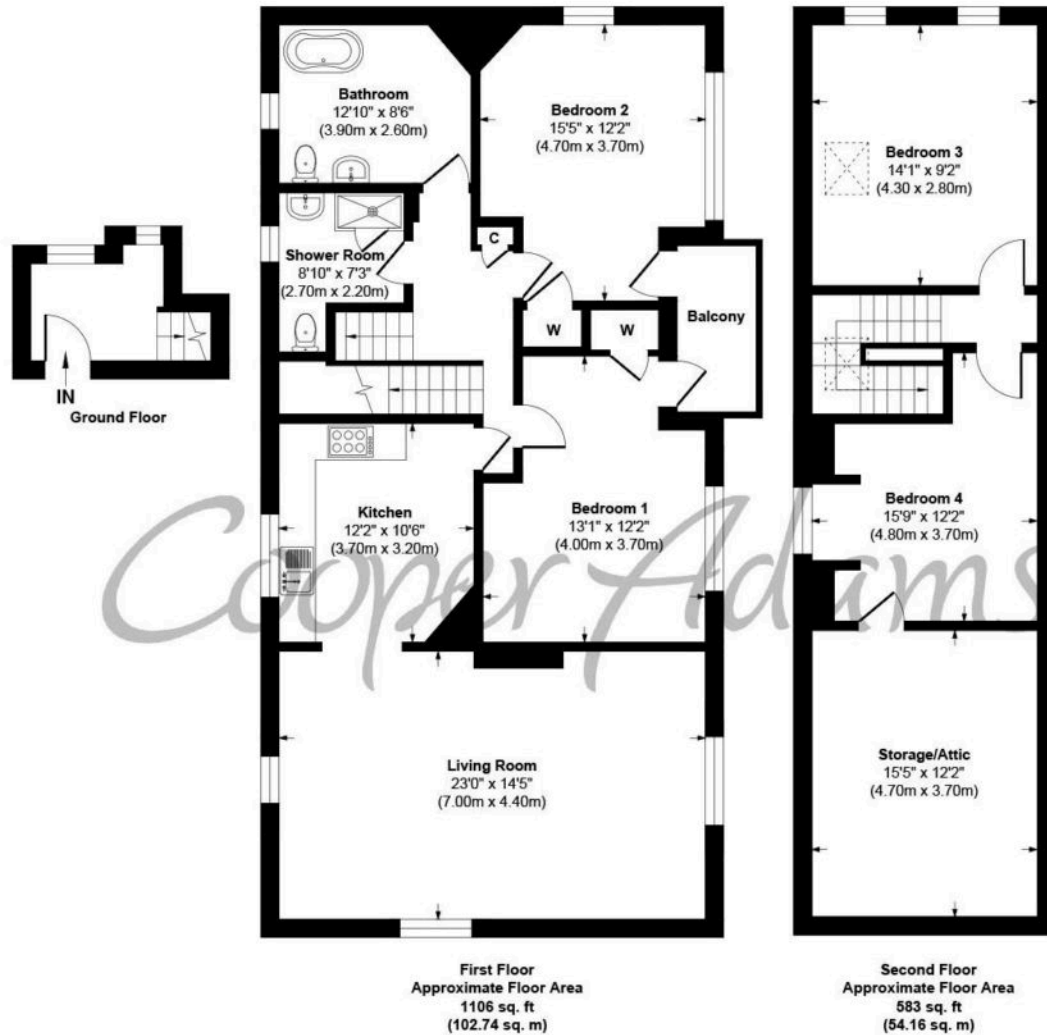 Bathroom
12'10" x 8'6"
(3.90m x 2.60m)
Bedroom 2
15'5" x 12'2"
(4.70m x 3.70m)
Bedroom 3
14'1" x 9'2"
(4.30 x 2.80m)
C
Shower Room
8'10" x 7'3"
(2.70m x 2.20m)
W
W
Balcony
IN
Ground Floor
Kitchen
12'2" x 10'6"
(3.70m x 3.20m)
Bedroom 1
13'1" x 12'2"
(4.00m x 3.70m)
Bedroom 4
15'9" x 12'2"
(4.80m x 3.70m)
Cooper Adams
Living Room
23'0" x 14'5"
(7.00m x 4.40m)
Storage/Attic
15'5" x 12'2"
(4.70m x 3.70m)
First Floor
Approximate Floor Area
1106 sq. ft
(102.74 sq. m)
Second Floor
Approximate Floor Area
583 sq. ft
(54.16 sq. m)